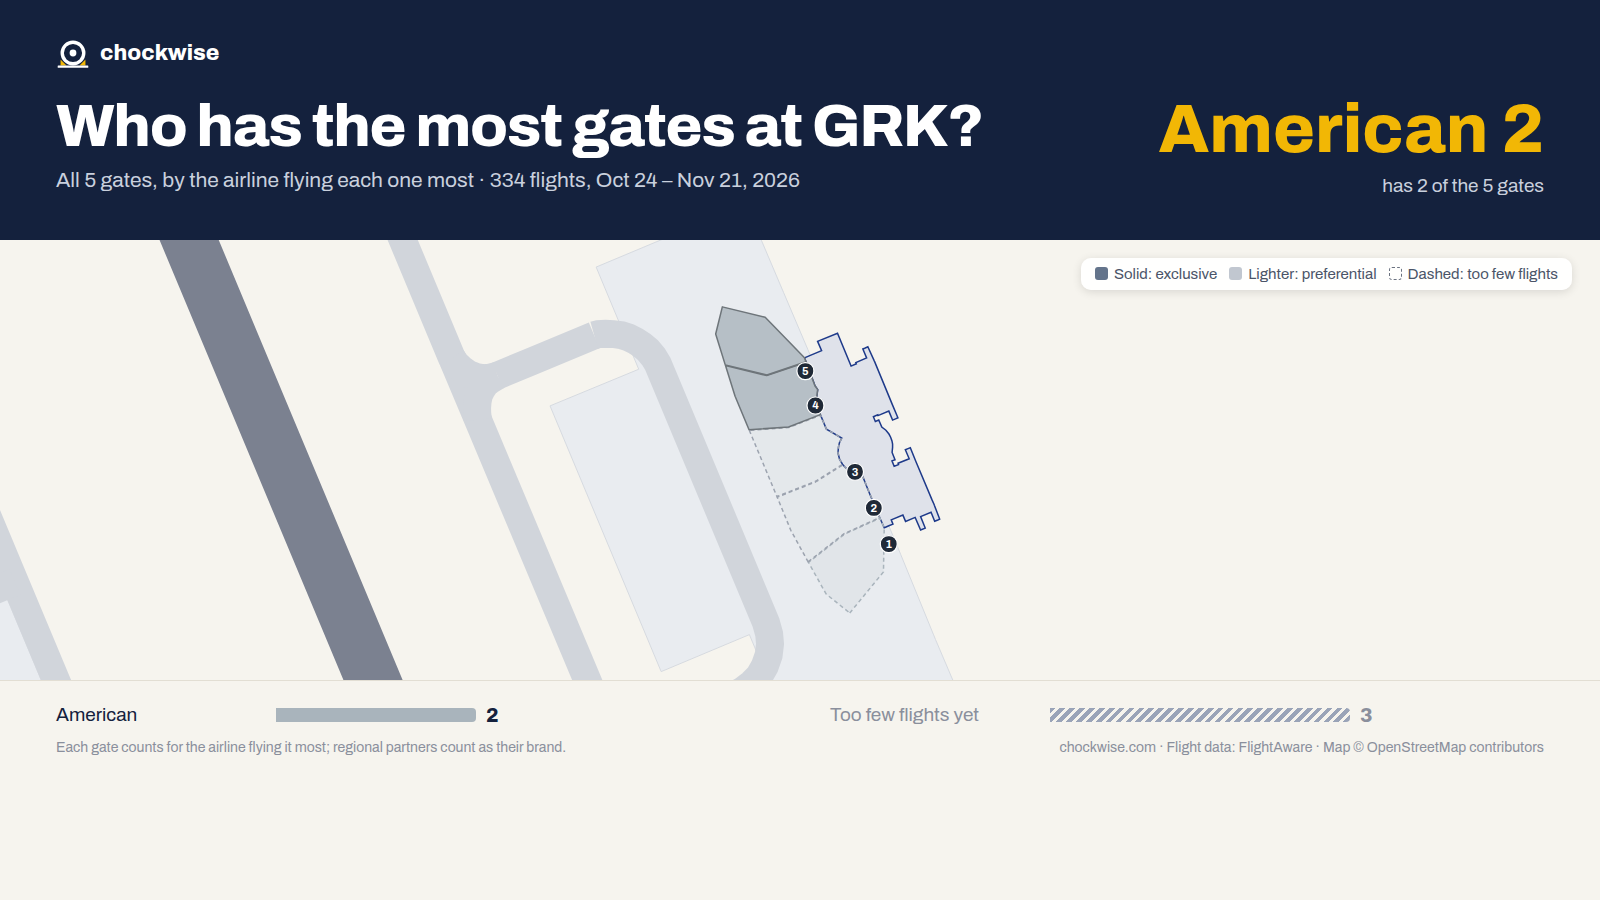 chockwise
Who has the most gates at GRK?
All 5 gates, by the airline flying each one most · 334 flights, Oct 24 – Nov 21, 2026
American 2
has 2 of the 5 gates
Solid: exclusive
Lighter: preferential
Dashed: too few flights
5
4
3
2
1
American 2
Too few flights yet 3
Each gate counts for the airline flying it most; regional partners count as their brand.
chockwise.com · Flight data: FlightAware · Map © OpenStreetMap contributors